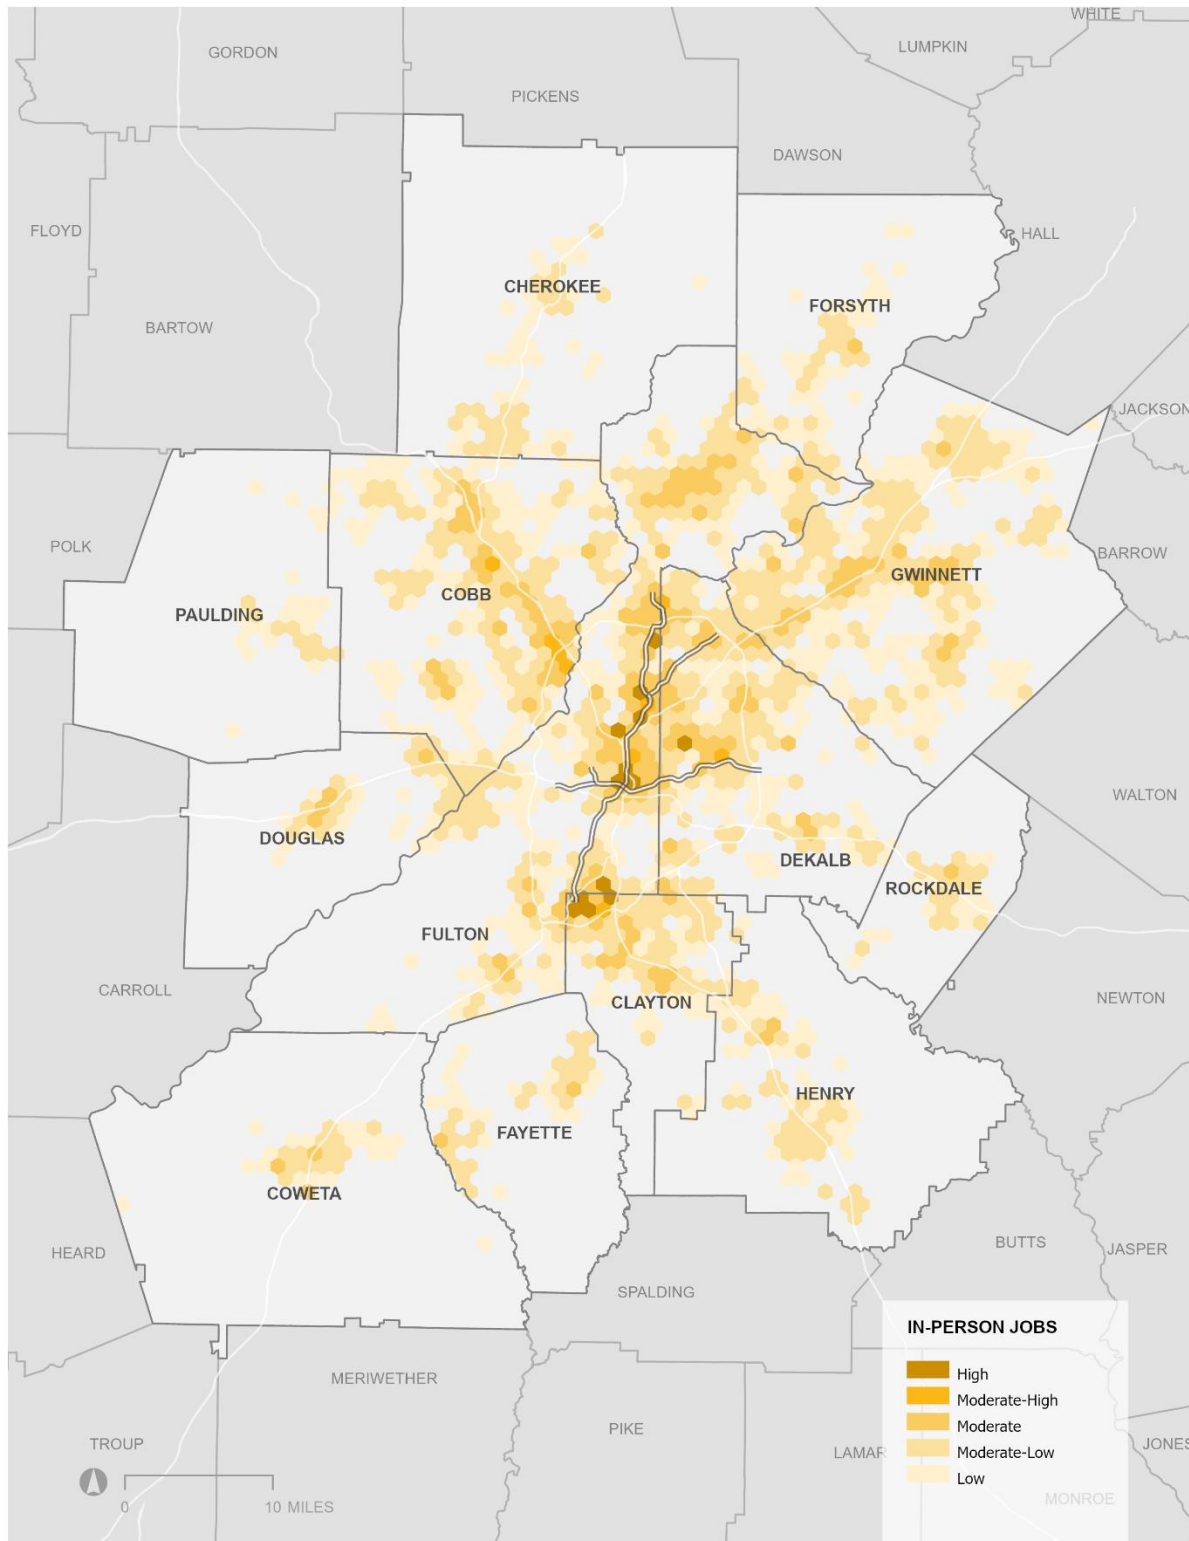 WHITE
GORDON
LUMPKIN
PICKENS
DAWSON
FLOYD
HALL
CHEROKEE
FORSYTH
BARTOW
JACKSON
POLK
BARROW
GWINNETT
COBB
PAULDING
WALTON
DOUGLAS
DEKALB
ROCKDALE
FULTON
CARROLL
CLAYTON
NEWTON
HENRY
FAYETTE
COWETA
HEARD
BUTTS
JASPER
SPALDING
IN-PERSON JOBS
High
Moderate-High
Moderate
Moderate-Low
Low
MERIWETHER
PIKE
TROUP
LAMAR
JONES
MONROE
0 10 MILES